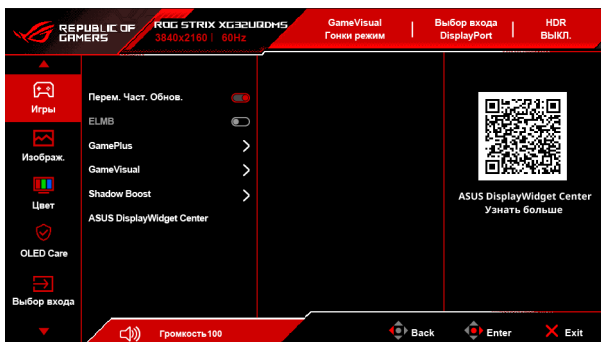 REPUBLIC OF
GAMERS
ROG STRIX XG32UQDMS
3840x2160 | 60Hz
GameVisual
Гонки режим
Выбор входа
DisplayPort
HDR
ВЫКЛ.
Игры
Изображ.
Цвет
OLED Care
Выбор входа
Перем. Част. Обнов.
ELMB
GamePlus
GameVisual
Shadow Boost
ASUS DisplayWidget Center
ASUS DisplayWidget Center
Узнать больше
Громкость100
Back
Enter
Exit